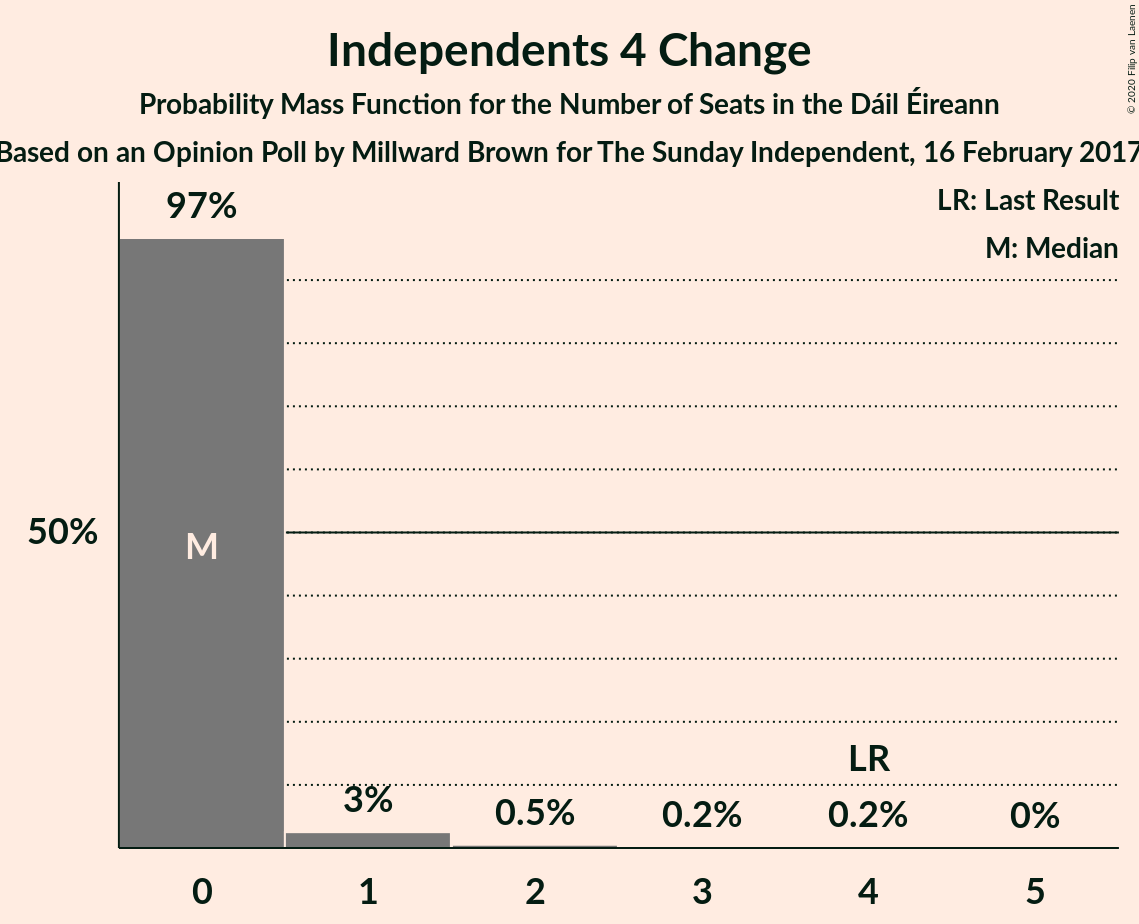 Independents 4 Change
Probability Mass Function for the Number of Seats in the Dáil Éireann
Based on an Opinion Poll by Millward Brown for The Sunday Independent, 16 February 2017
© 2020 Filip van Laenen
LR: Last Result
M: Median
97%
50%
M
LR
3%
0.5%
0.2%
0.2%
0%
0
1
2
3
4
5